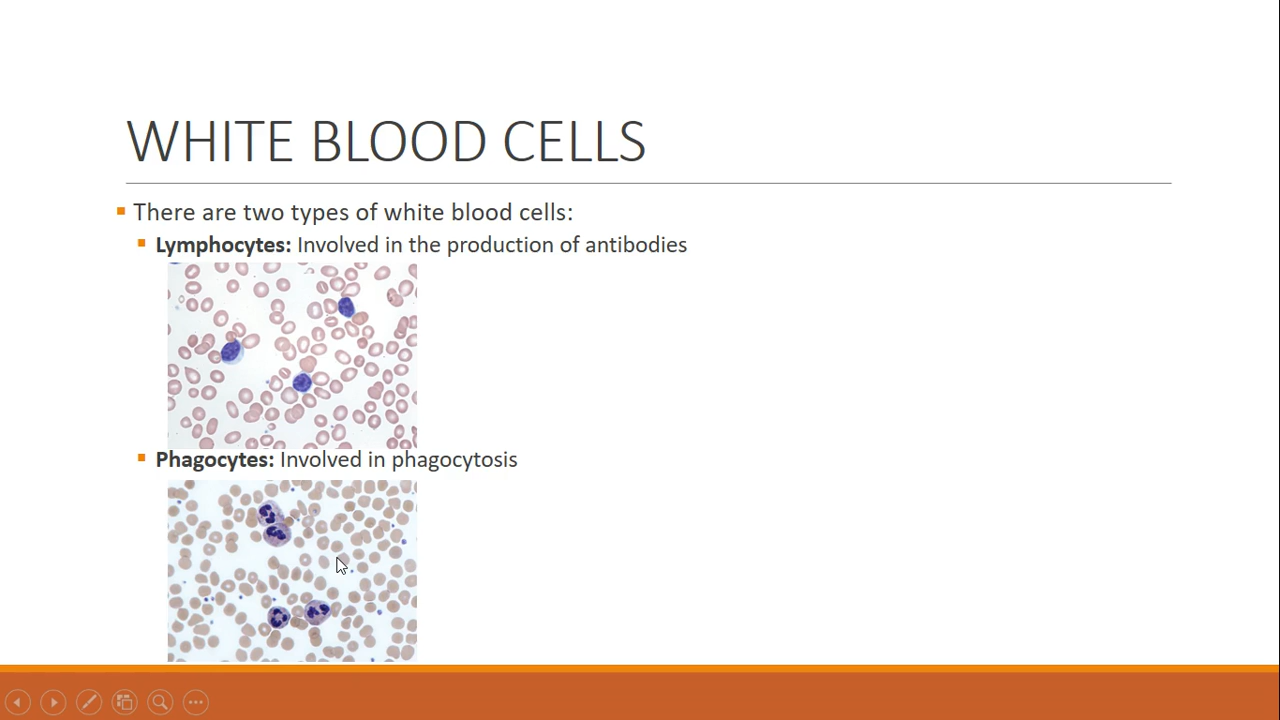 WHITE BLOOD CELLS
There are two types of white blood cells:
Lymphocytes: Involved in the production of antibodies
Phagocytes: Involved in phagocytosis